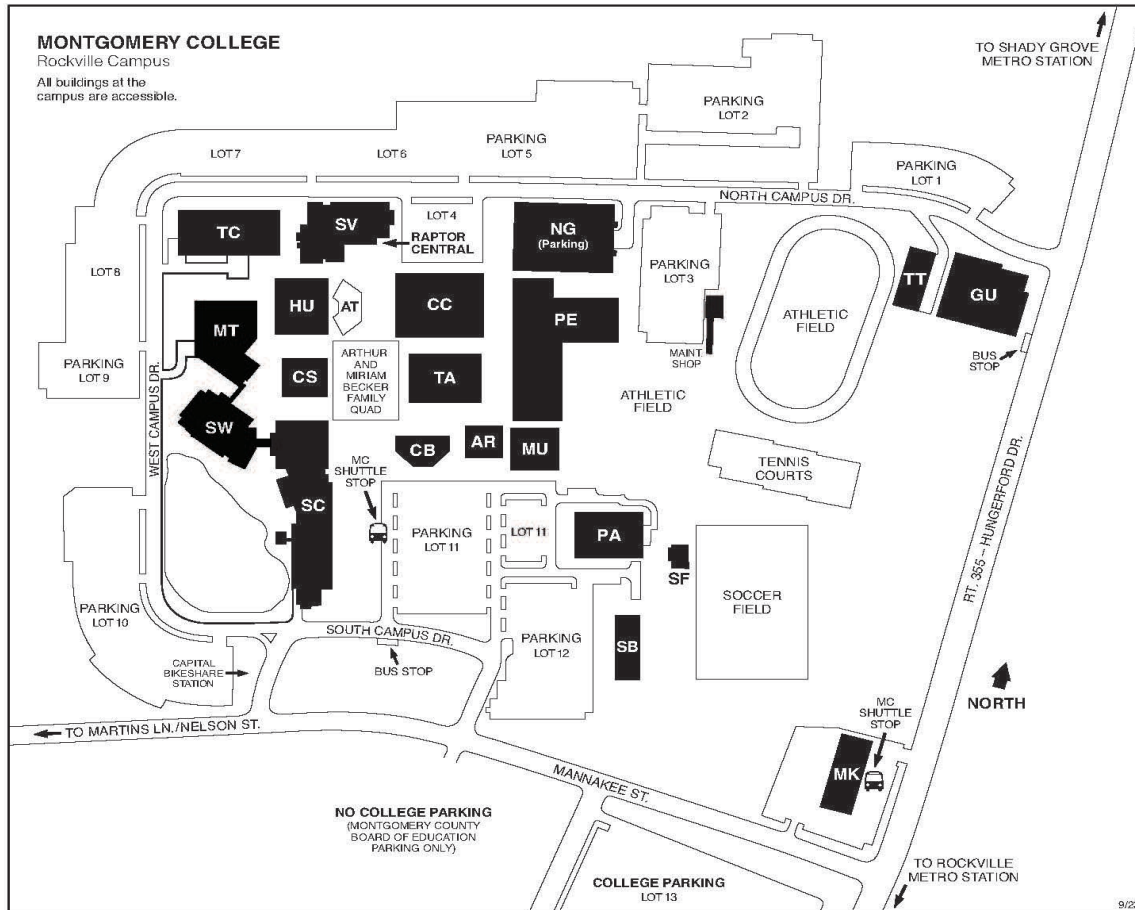 MONTGOMERY COLLEGE
Rockville Campus
All buildings at the
campus are accessible.
TO SHADY GROVE
METRO STATION
PARKING
LOT 2
PARKING
LOT 5
LOT 6
LOT 7
PARKING
LOT 1
NORTH CAMPUS DR.
LOT 4
SV
TC
RAPTOR
CENTRAL
NG
(Parking)
PARKING
LOT 3
TT
GU
LOT 8
HU
AT
CC
PE
MT
ATHLETIC
FIELD
MAINT.
SHOP
BUS
STOP
PARKING
LOT 9
WEST CAMPUS DR.
CS
ARTHUR
AND
MIRIAM
BECKER
FAMILY
QUAD
TA
ATHLETIC
FIELD
SW
CB
AR
MU
MC
SHUTTLE
STOP
TENNIS
COURTS
RT. 355 – HUNGERFORD DR.
SC
PARKING
LOT 11
LOT 11
PA
SF
SOCCER
FIELD
PARKING
LOT 10
SOUTH CAMPUS DR.
PARKING
LOT 12
SB
CAPITAL
BIKESHARE
STATION
BUS STOP
NORTH
MC
SHUTTLE
STOP
TO MARTINS LN./NELSON ST.
MANNAKEE ST.
MK
NO COLLEGE PARKING
(MONTGOMERY COUNTY
BOARD OF EDUCATION
PARKING ONLY)
COLLEGE PARKING
LOT 13
TO ROCKVILLE
METRO STATION